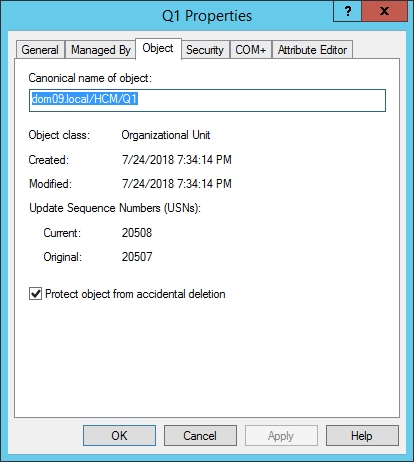 Q1 Properties
? x
General Managed By Object Security COM+ Attribute Editor
Canonical name of object:
dom09.local/HCM/Q1
Object class: Organizational Unit
Created: 7/24/2018 7:34:14 PM
Modified: 7/24/2018 7:34:14 PM
Update Sequence Numbers (USNs):
Current: 20508
Original: 20507
Protect object from accidental deletion
OK Cancel Apply Help